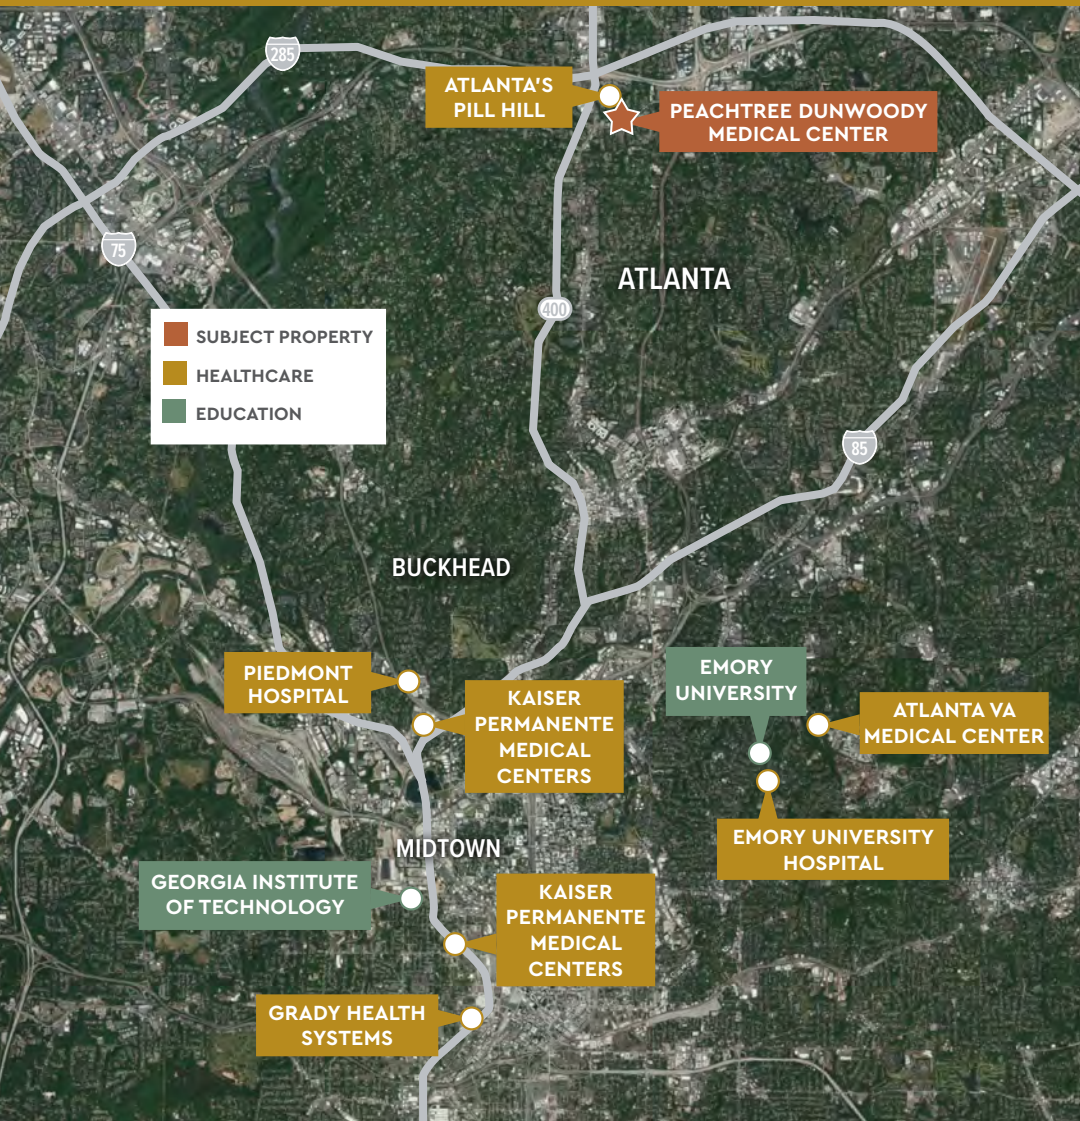 285
ATLANTA'S
PILL HILL
PEACHTREE DUNWOODY
MEDICAL CENTER
75
ATLANTA
400
SUBJECT PROPERTY
HEALTHCARE
EDUCATION
85
BUCKHEAD
PIEDMONT
HOSPITAL
KAISER
PERMANENTE
MEDICAL
CENTERS
EMORY
UNIVERSITY
ATLANTA VA
MEDICAL CENTER
EMORY UNIVERSITY
HOSPITAL
MIDTOWN
GEORGIA INSTITUTE
OF TECHNOLOGY
KAISER
PERMANENTE
MEDICAL
CENTERS
GRADY HEALTH
SYSTEMS